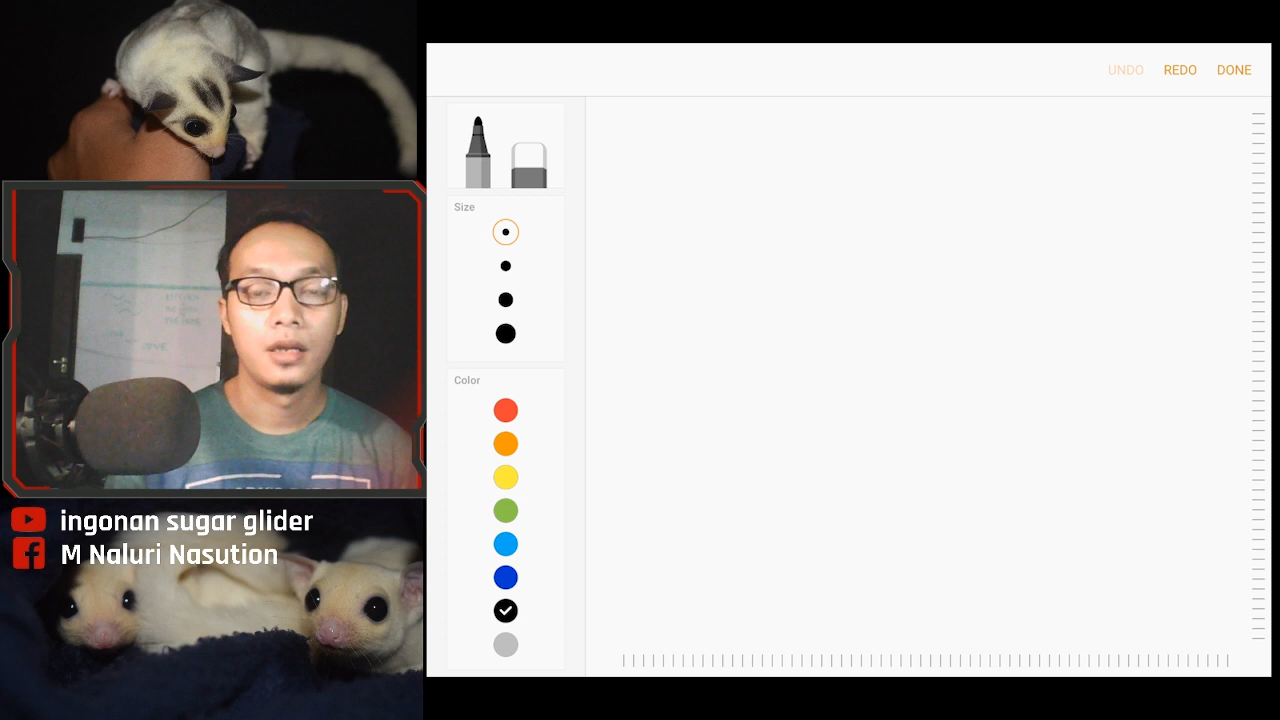 UNDO REDO DONE
Size
Color
ingonan sugar glider
M Naluri Nasution